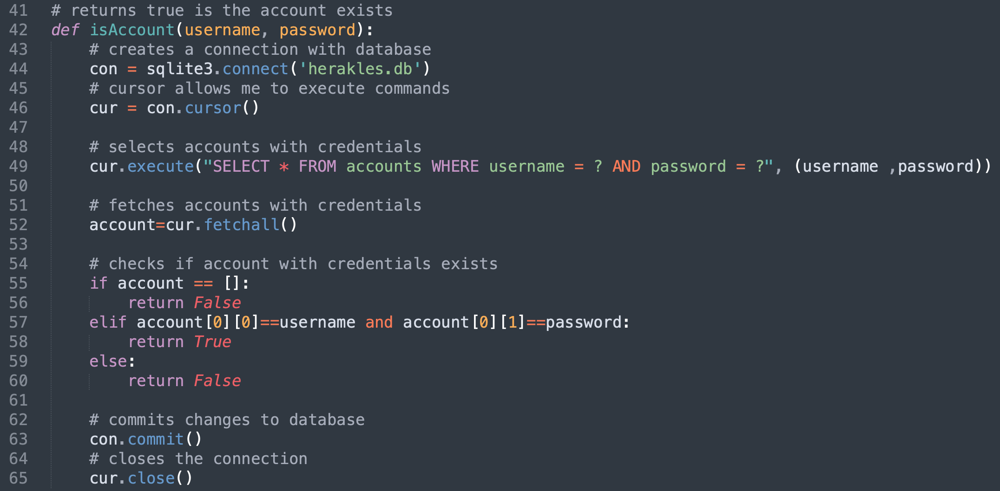 41 # returns true is the account exists
42 def isAccount(username, password):
43     # creates a connection with database
44     con = sqlite3.connect('herakles.db')
45     # cursor allows me to execute commands
46     cur = con.cursor()
47
48     # selects accounts with credentials
49     cur.execute("SELECT * FROM accounts WHERE username = ? AND password = ?", (username ,password))
50
51     # fetches accounts with credentials
52     account=cur.fetchall()
53
54     # checks if account with credentials exists
55     if account == []:
56         return False
57     elif account[0][0]==username and account[0][1]==password:
58         return True
59     else:
60         return False
61
62     # commits changes to database
63     con.commit()
64     # closes the connection
65     cur.close()